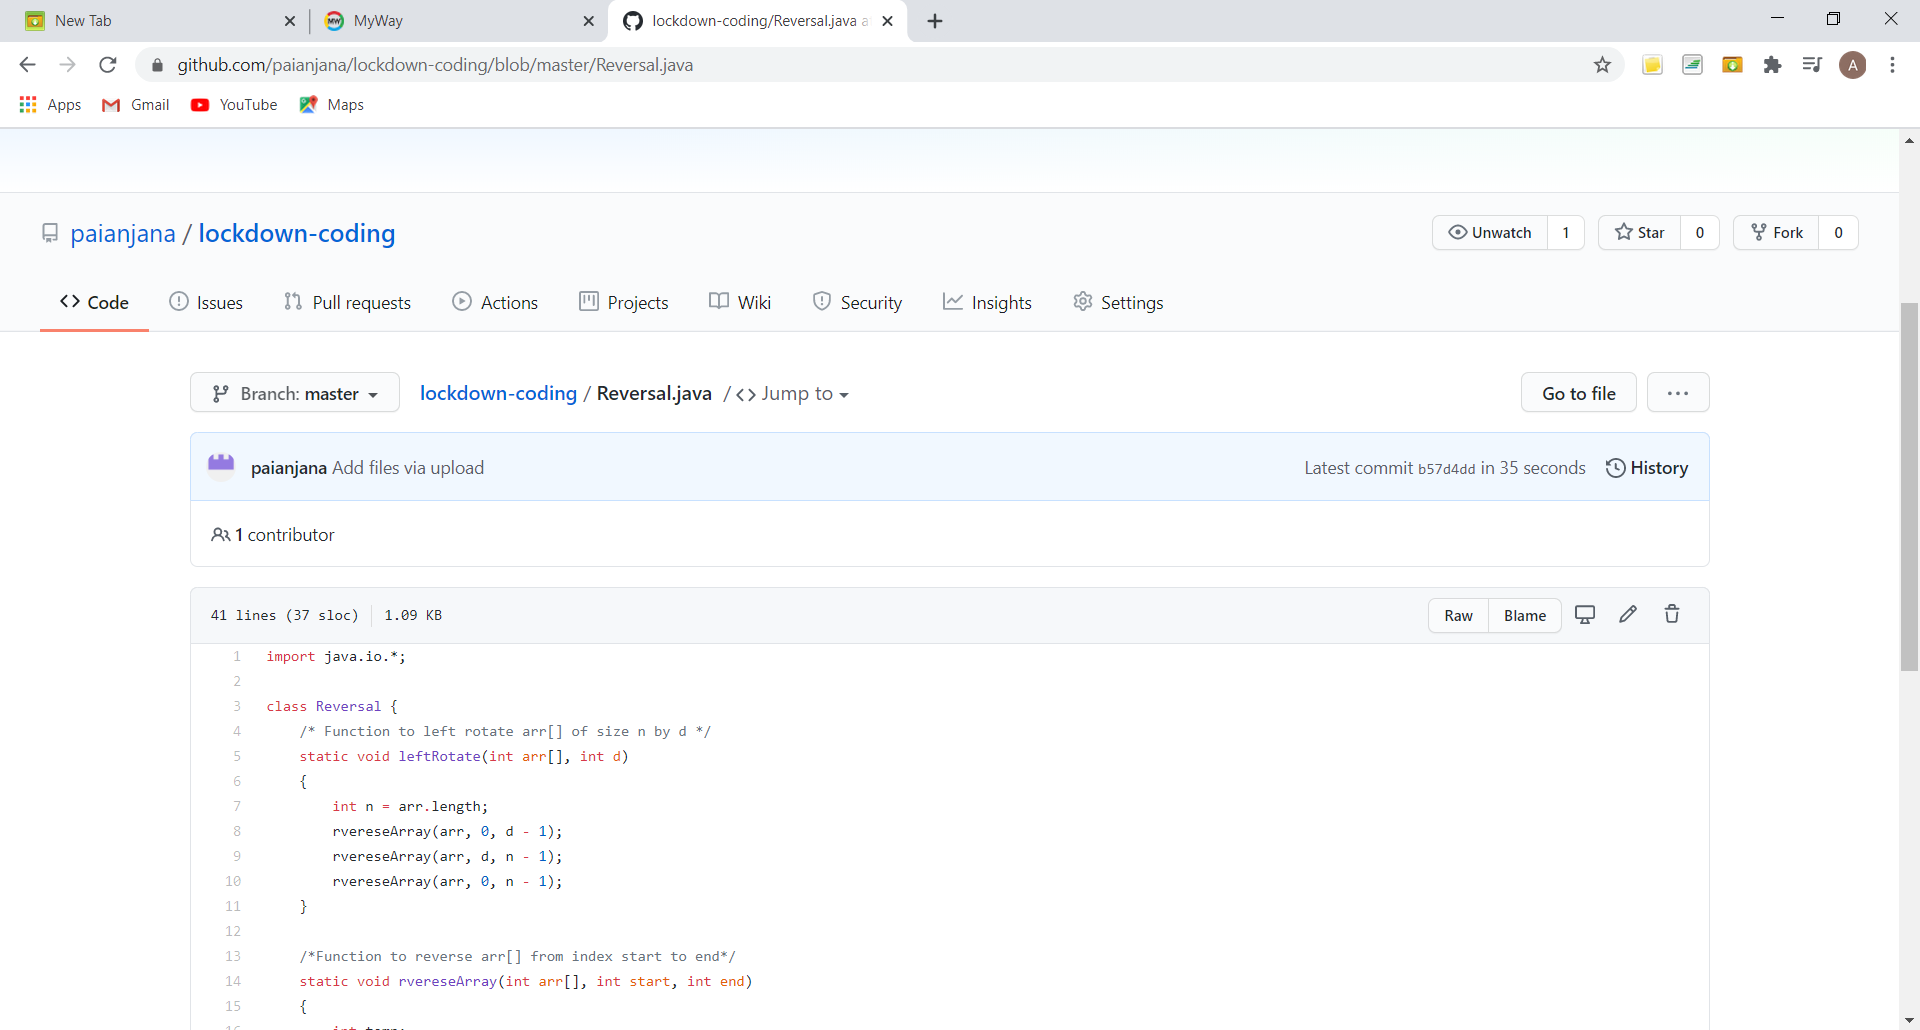 New Tab
MyWay
lockdown-coding/Reversal.java a
github.com/paianjana/lockdown-coding/blob/master/Reversal.java
A
Apps Gmail YouTube Maps
paianjana / lockdown-coding
Unwatch 1 Star 0 Fork 0
Code Issues Pull requests Actions Projects Wiki Security Insights Settings
Branch: master lockdown-coding / Reversal.java / <> Jump to Go to file ...
paianjana Add files via upload Latest commit b57d4dd in 35 seconds History
1 contributor
41 lines (37 sloc) 1.09 KB Raw Blame
1 import java.io.*;
2
3 class Reversal {
4 /* Function to left rotate arr[] of size n by d */
5 static void leftRotate(int arr[], int d)
6 {
7 int n = arr.length;
8 rvereseArray(arr, 0, d - 1);
9 rvereseArray(arr, d, n - 1);
10 rvereseArray(arr, 0, n - 1);
11 }
12
13 /*Function to reverse arr[] from index start to end*/
14 static void rvereseArray(int arr[], int start, int end)
15 {
16 int temp;